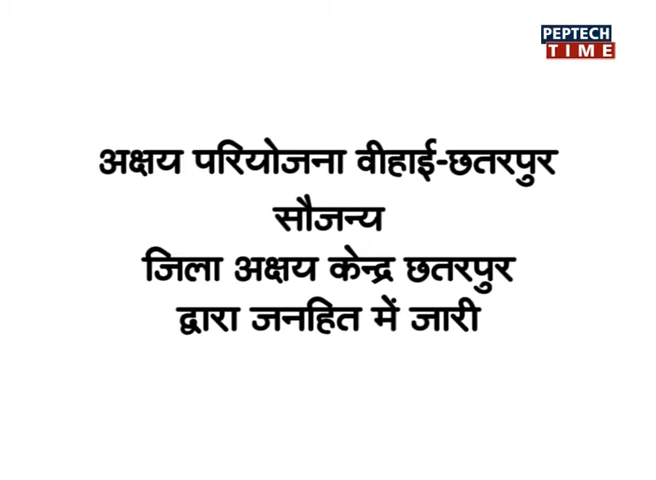 PEPTECH
TIME
अक्षय परियोजना वीहाई-छतरपुर
सौजन्य
जिला अक्षय केन्द्र छतरपुर
द्वारा जनहित में जारी